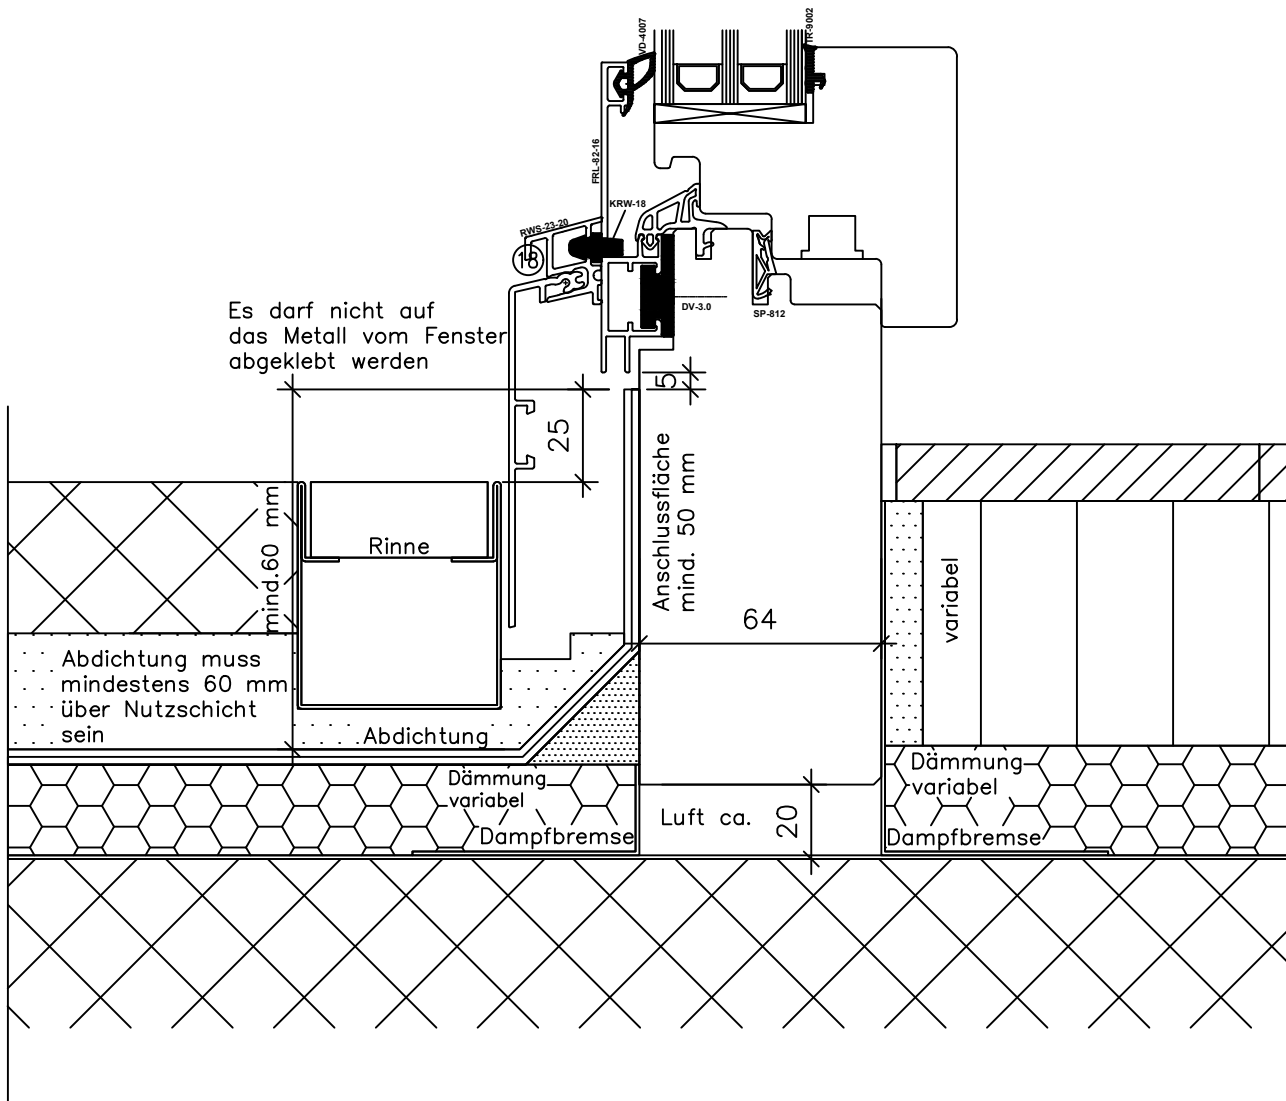 VD-4007
TR-9002
FRL-82-16
KRW-18
RWS-23-20
18
DV-3.0
SP-812
Es darf nicht auf
das Metall vom Fenster
abgeklebt werden
5
25
Anschlussfläche
mind. 50 mm
mind.60 mm
Rinne
variabel
64
Abdichtung muss
mindestens 60 mm
über Nutzschicht
sein
Abdichtung
Dämmung
variabel
Dampfbremse
Luft ca.
20
Dämmung
variabel
Dampfbremse